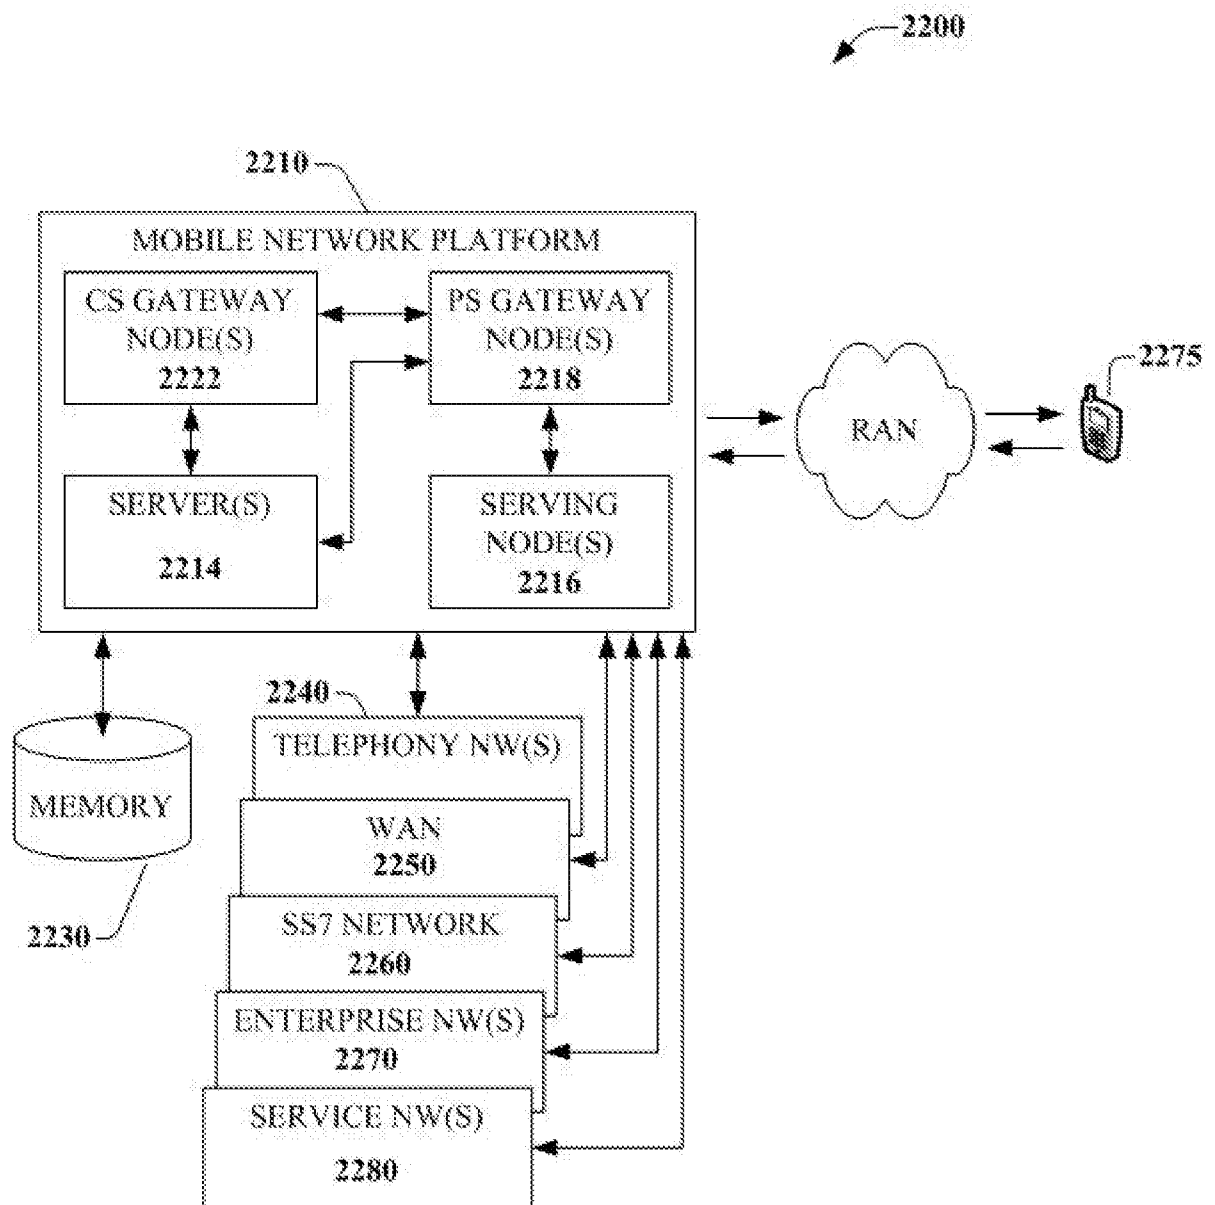 2200
2210
MOBILE NETWORK PLATFORM
CS GATEWAY
NODE(S)
2222
PS GATEWAY
NODE(S)
2218
SERVER(S)
2214
SERVING
NODE(S)
2216
RAN
2275
2240
TELEPHONY NW(S)
MEMORY
2230
WAN
2250
SS7 NETWORK
2260
ENTERPRISE NW(S)
2270
SERVICE NW(S)
2280